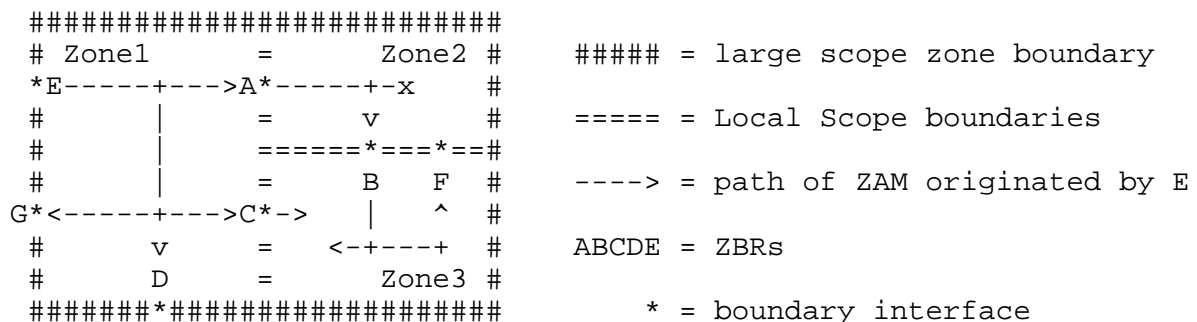 ############################
# Zone1      =      Zone2 #    ##### = large scope zone boundary
*E-----+--->A*-----+-x    #
#      |     =     v      #    ===== = Local Scope boundaries
#      |     ======*===*==#
#      |     =     B   F  #    ----> = path of ZAM originated by E
G*<-----+--->C*->   |   ^  #
#      v     =   <-+---+  #    ABCDE = ZBRs
#      D     =      Zone3 #
#######*###################        * = boundary interface